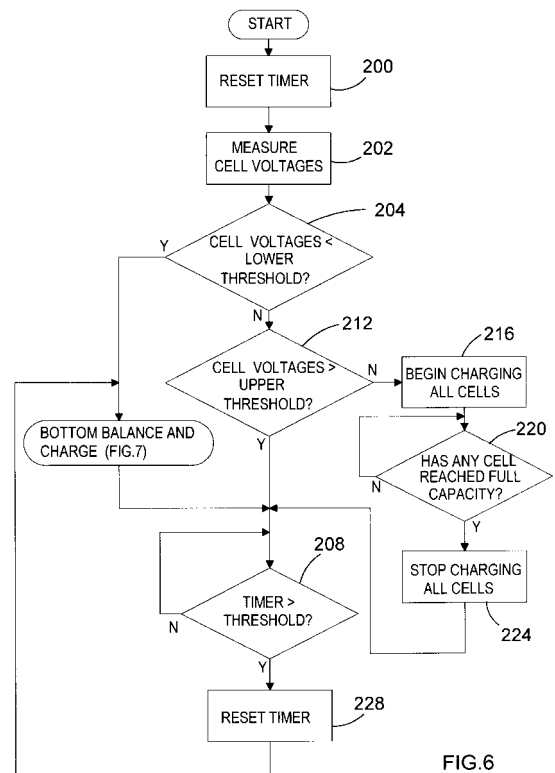 START
RESET TIMER
200
MEASURE
CELL VOLTAGES
202
CELL VOLTAGES <
LOWER
THRESHOLD?
204
Y
N
CELL VOLTAGES >
UPPER
THRESHOLD?
212
N
Y
BEGIN CHARGING
ALL CELLS
216
BOTTOM BALANCE AND
CHARGE (FIG.7)
HAS ANY CELL
REACHED FULL
CAPACITY?
220
N
Y
STOP CHARGING
ALL CELLS
224
TIMER >
THRESHOLD?
208
N
Y
RESET TIMER
228
FIG.6